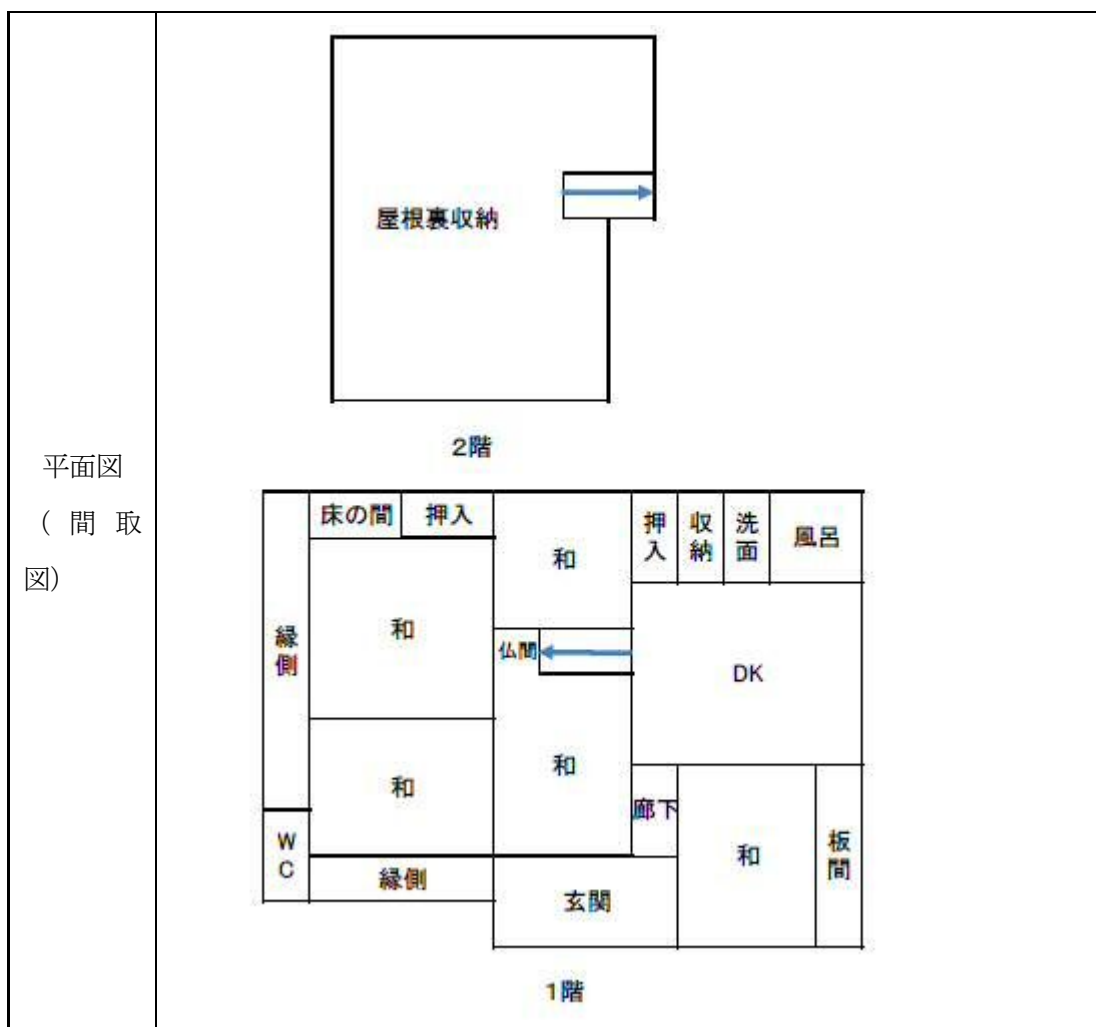 平面図
（間取
図）
屋根裏収納
2階
床の間
押入
和
押入
収納
洗面
風呂
縁側
和
仏間
DK
和
和
廊下
和
板間
WC
縁側
玄関
1階